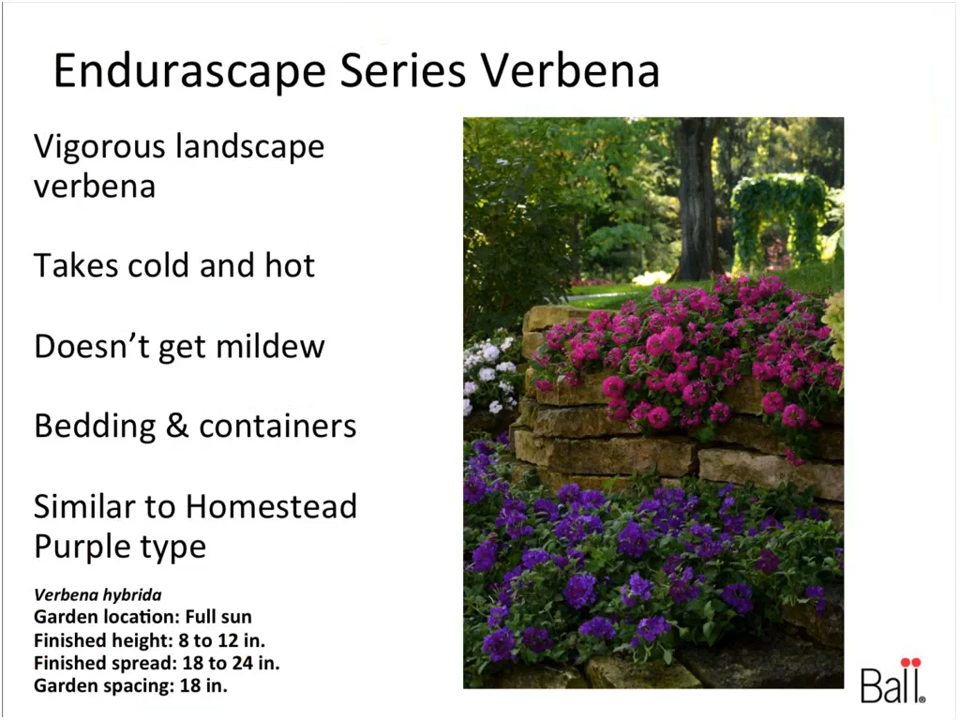 Endurascape Series Verbena
Vigorous landscape
verbena
Takes cold and hot
Doesn’t get mildew
Bedding & containers
Similar to Homestead
Purple type
Verbena hybrida
Garden location: Full sun
Finished height: 8 to 12 in.
Finished spread: 18 to 24 in.
Garden spacing: 18 in.
Ball®